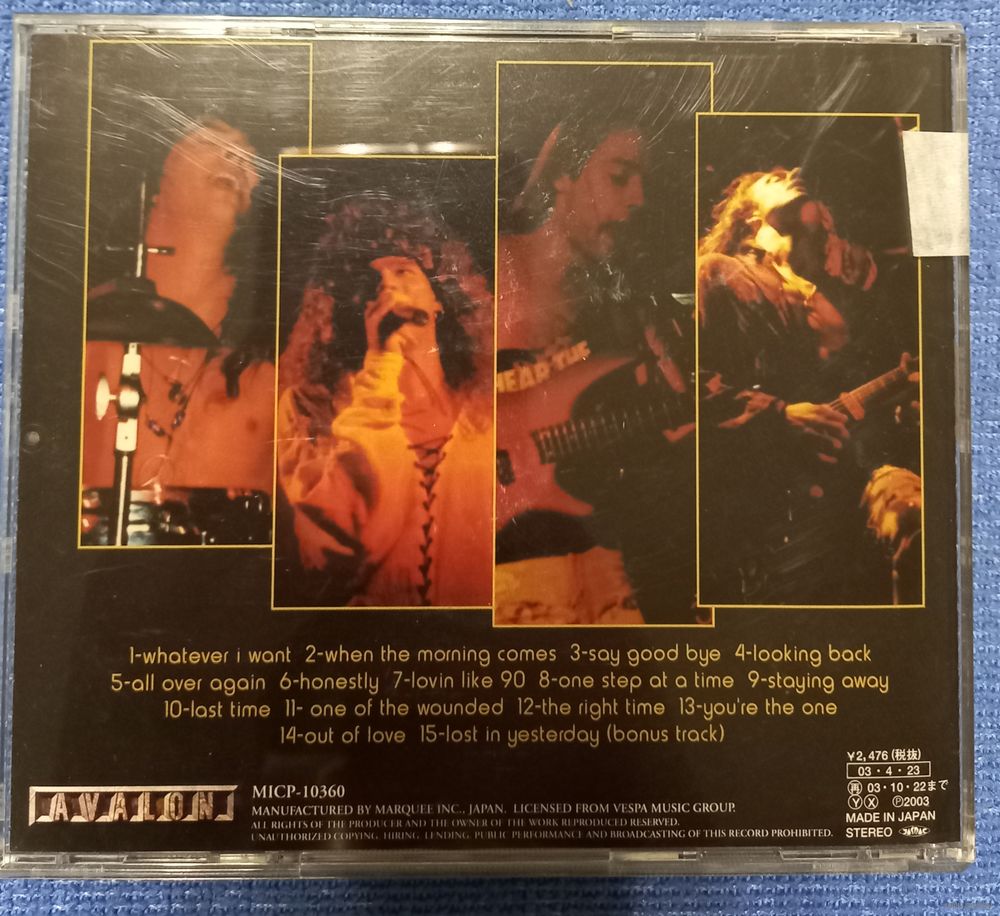 1-whatever i want 2-when the morning comes 3-say good bye 4-looking back
5-all over again 6-honestly 7-lovin like 90 8-one step at a time 9-staying away
10-last time 11- one of the wounded 12-the right time 13-you're the one
14-out of love 15-lost in yesterday (bonus track)
AVALON
MICP-10360
MANUFACTURED BY MARQUEE INC., JAPAN. LICENSED FROM VESPA MUSIC GROUP.
ALL RIGHTS OF THE PRODUCER AND THE OWNER OF THE WORK REPRODUCED RESERVED.
UNAUTHORIZED COPYING, HIRING, LENDING, PUBLIC PERFORMANCE AND BROADCASTING OF THIS RECORD PROHIBITED.
¥2,476 (税抜)
03・4・23
再 03・10・22まで
Ⓨ Ⓧ Ⓟ2003
MADE IN JAPAN
STEREO